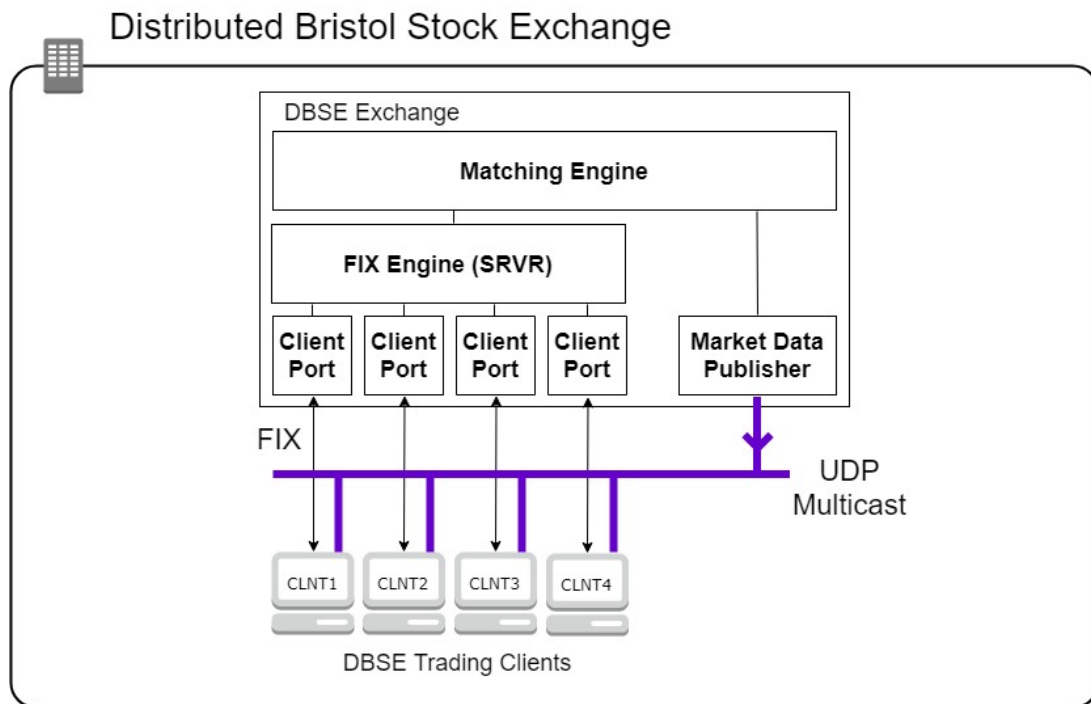 Distributed Bristol Stock Exchange
DBSE Exchange
Matching Engine
FIX Engine (SRVR)
Client
Port
Client
Port
Client
Port
Client
Port
Market Data
Publisher
FIX
UDP
Multicast
CLNT1
CLNT2
CLNT3
CLNT4
DBSE Trading Clients